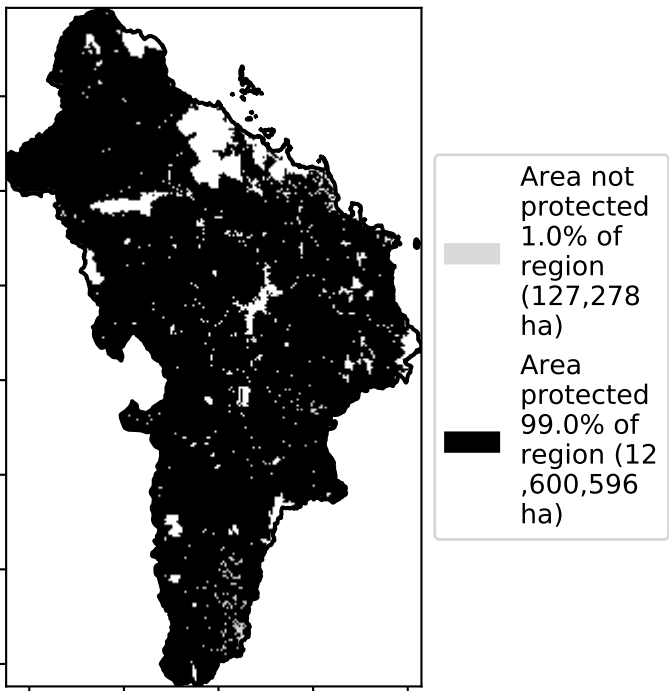 Area not
protected
1.0% of
region
(127,278
ha)
Area
protected
99.0% of
region (12
,600,596
ha)